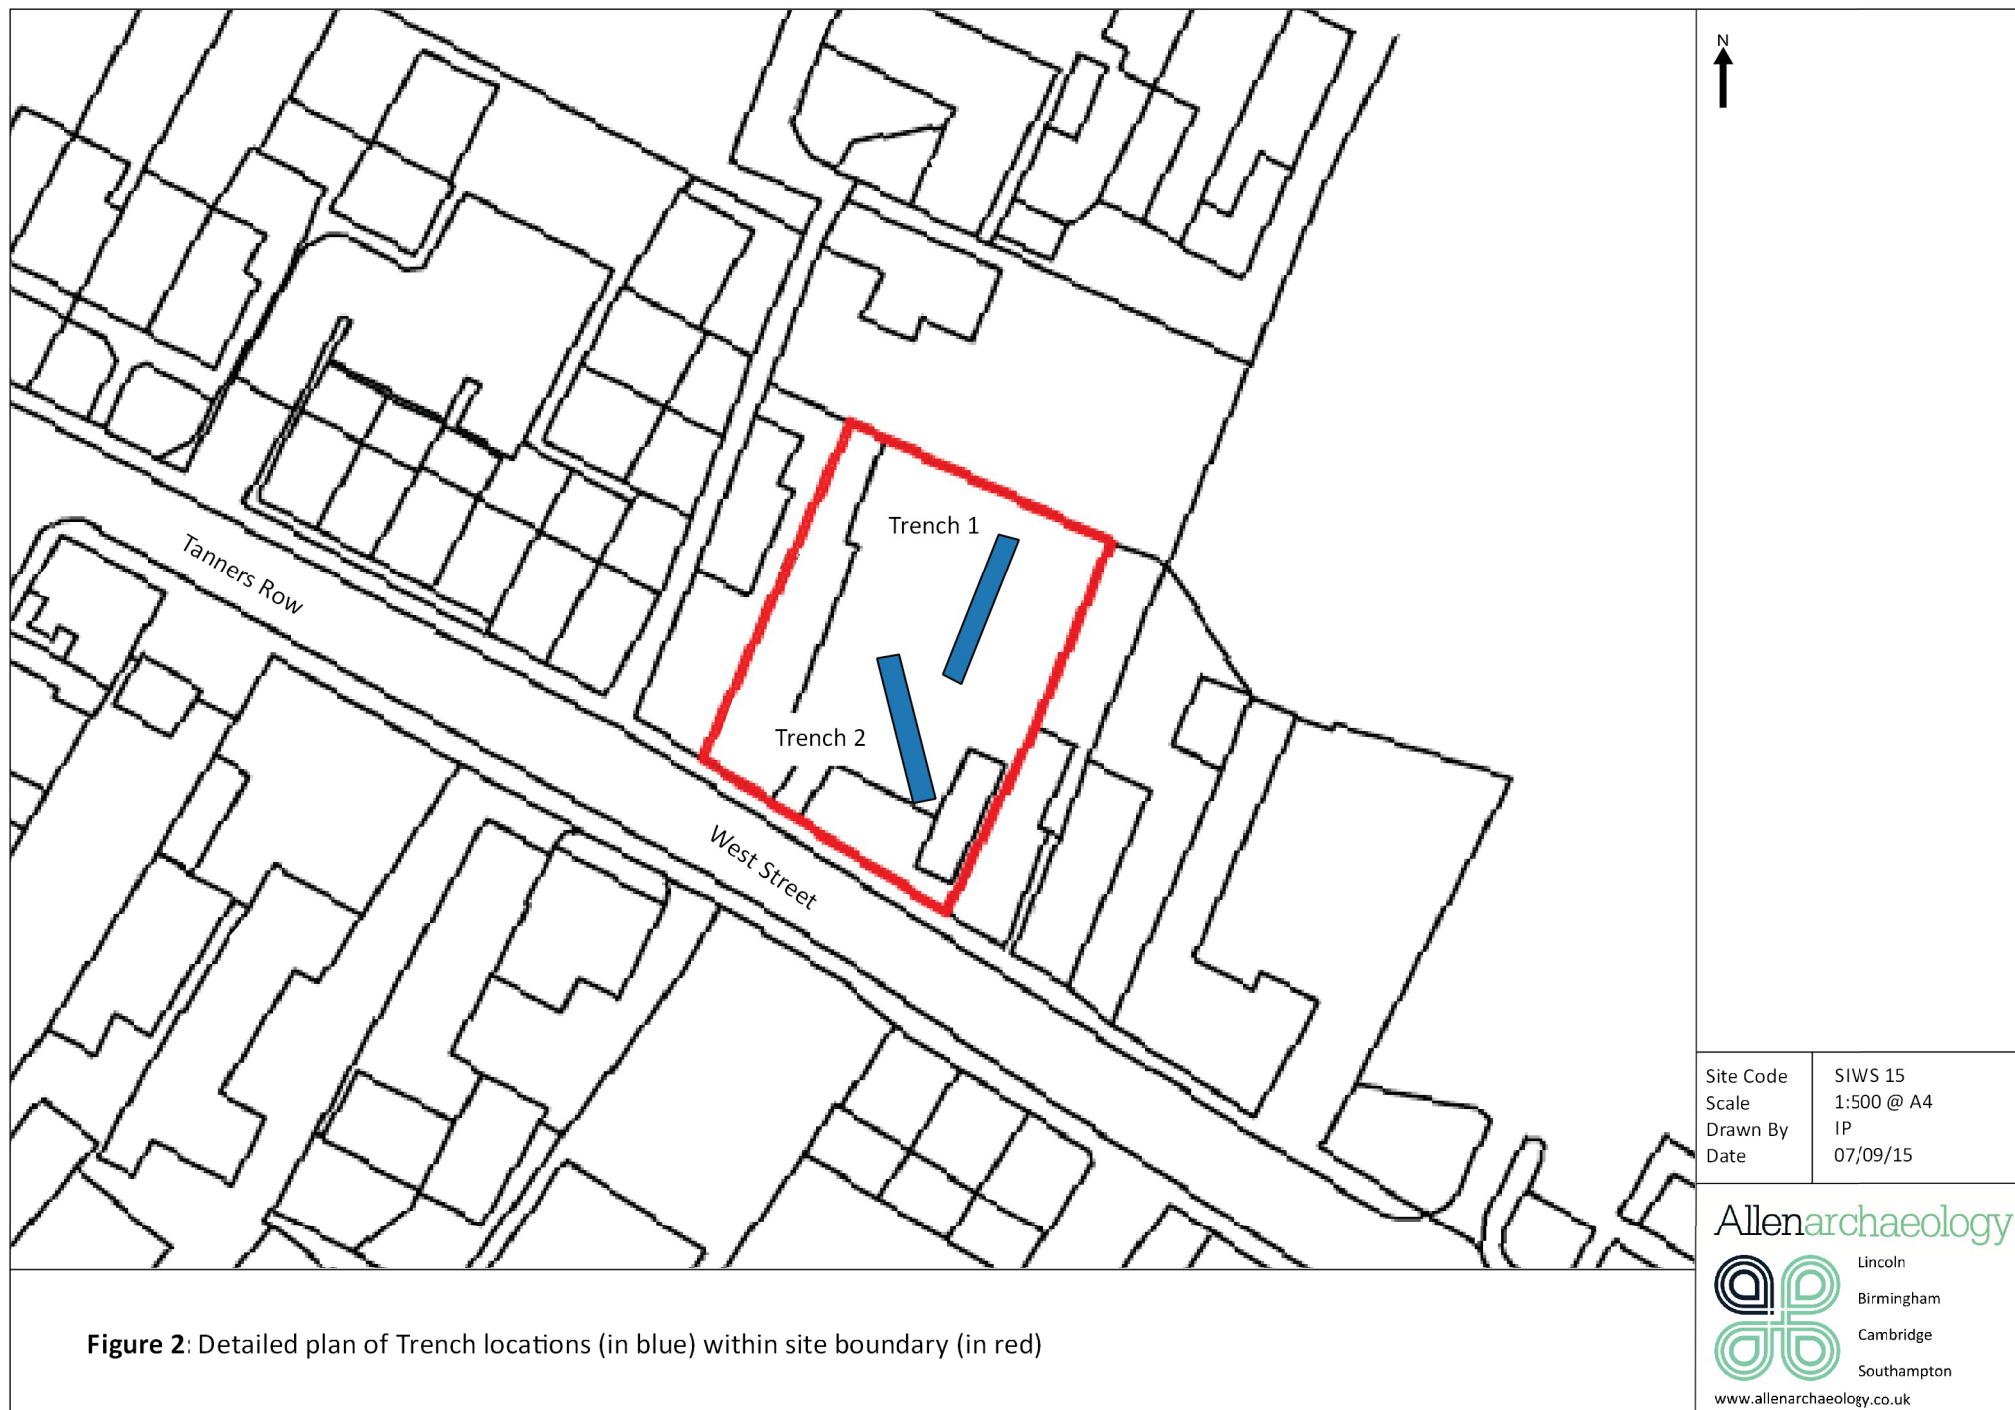 N
Trench 1
Tanners Row
Trench 2
West Street
Site Code SIWS 15
Scale 1:500 @ A4
Drawn By IP
Date 07/09/15
Allenarchaeology
Lincoln
Birmingham
Cambridge
Southampton
www.allenarchaeology.co.uk
Figure 2: Detailed plan of Trench locations (in blue) within site boundary (in red)